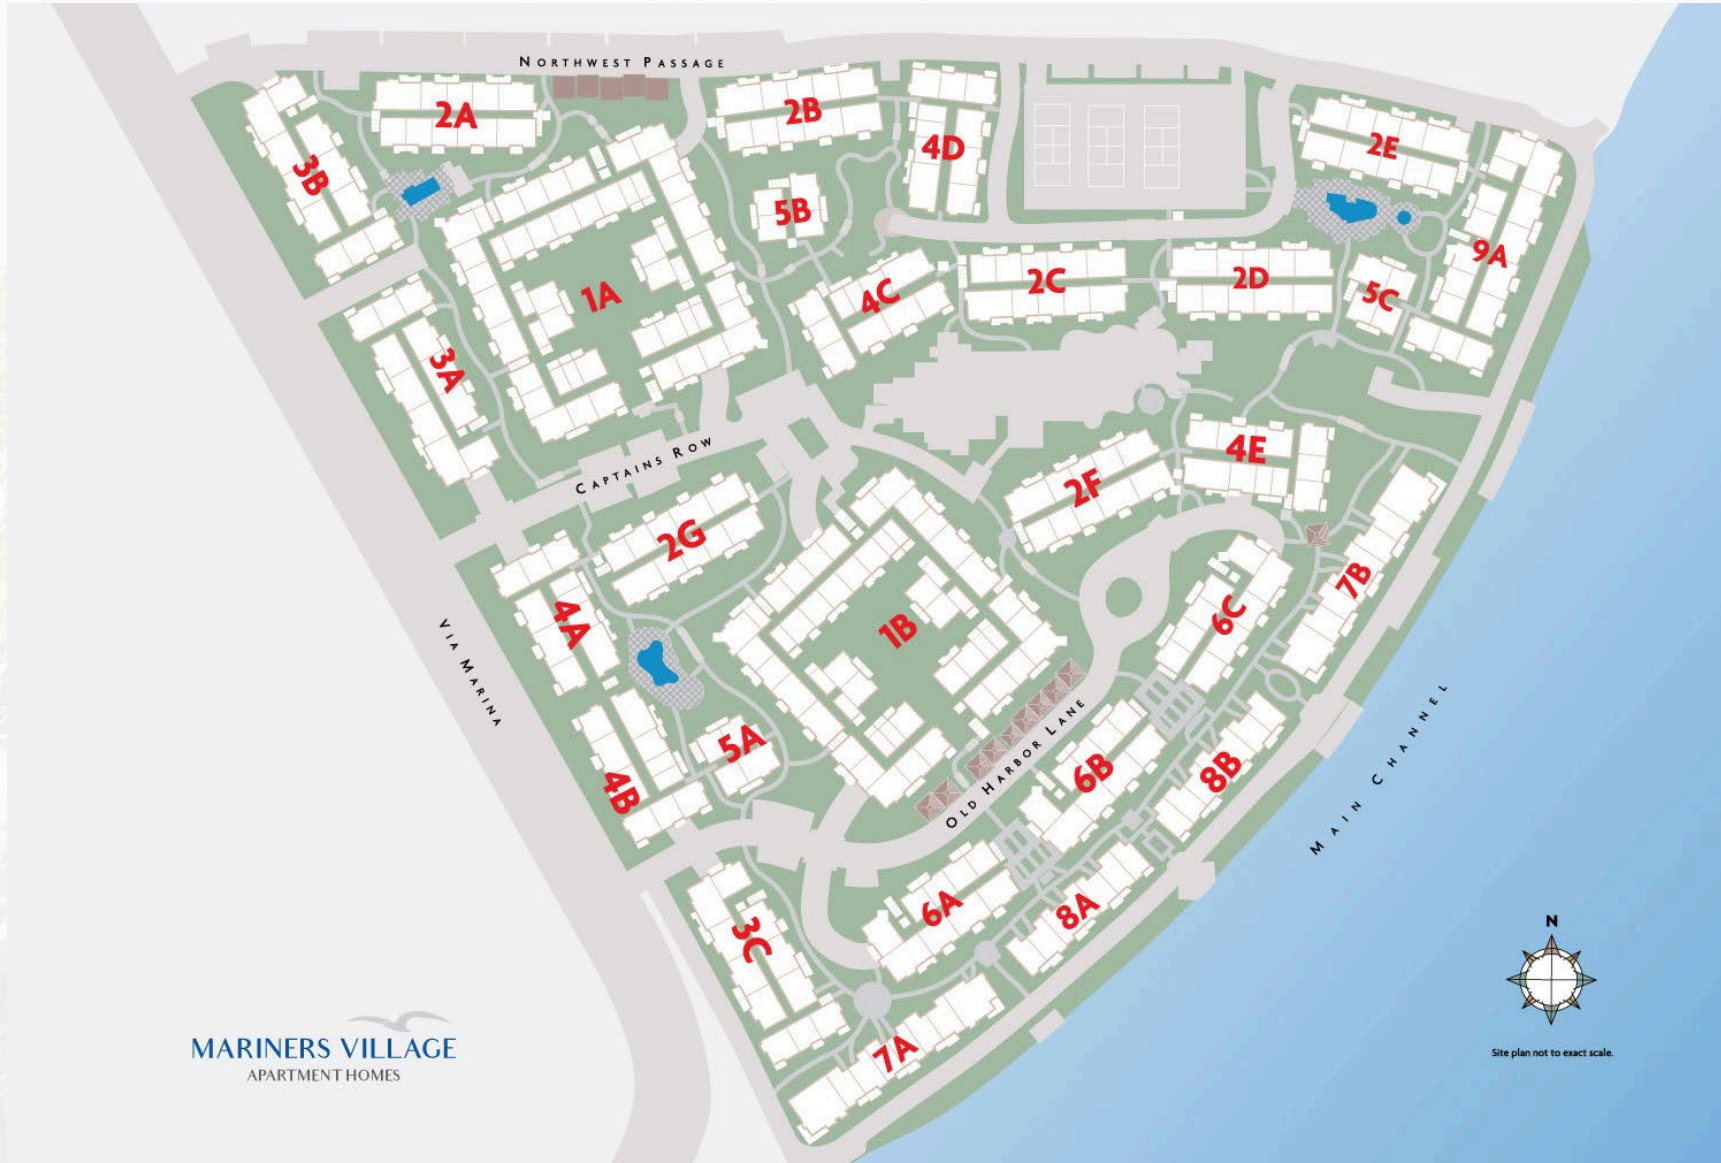 NORTHWEST PASSAGE
2A
2B
4D
2E
3B
5B
9A
1A
4C
2C
2D
5C
3A
CAPTAINS ROW
4E
2F
2G
7B
4A
1B
6C
VIA MARINA
MAIN CHANNEL
5A
4B
6B
8B
OLD HARBOR LANE
6A
8A
3C
7A
N
Site plan not to exact scale.
MARINERS VILLAGE
APARTMENT HOMES